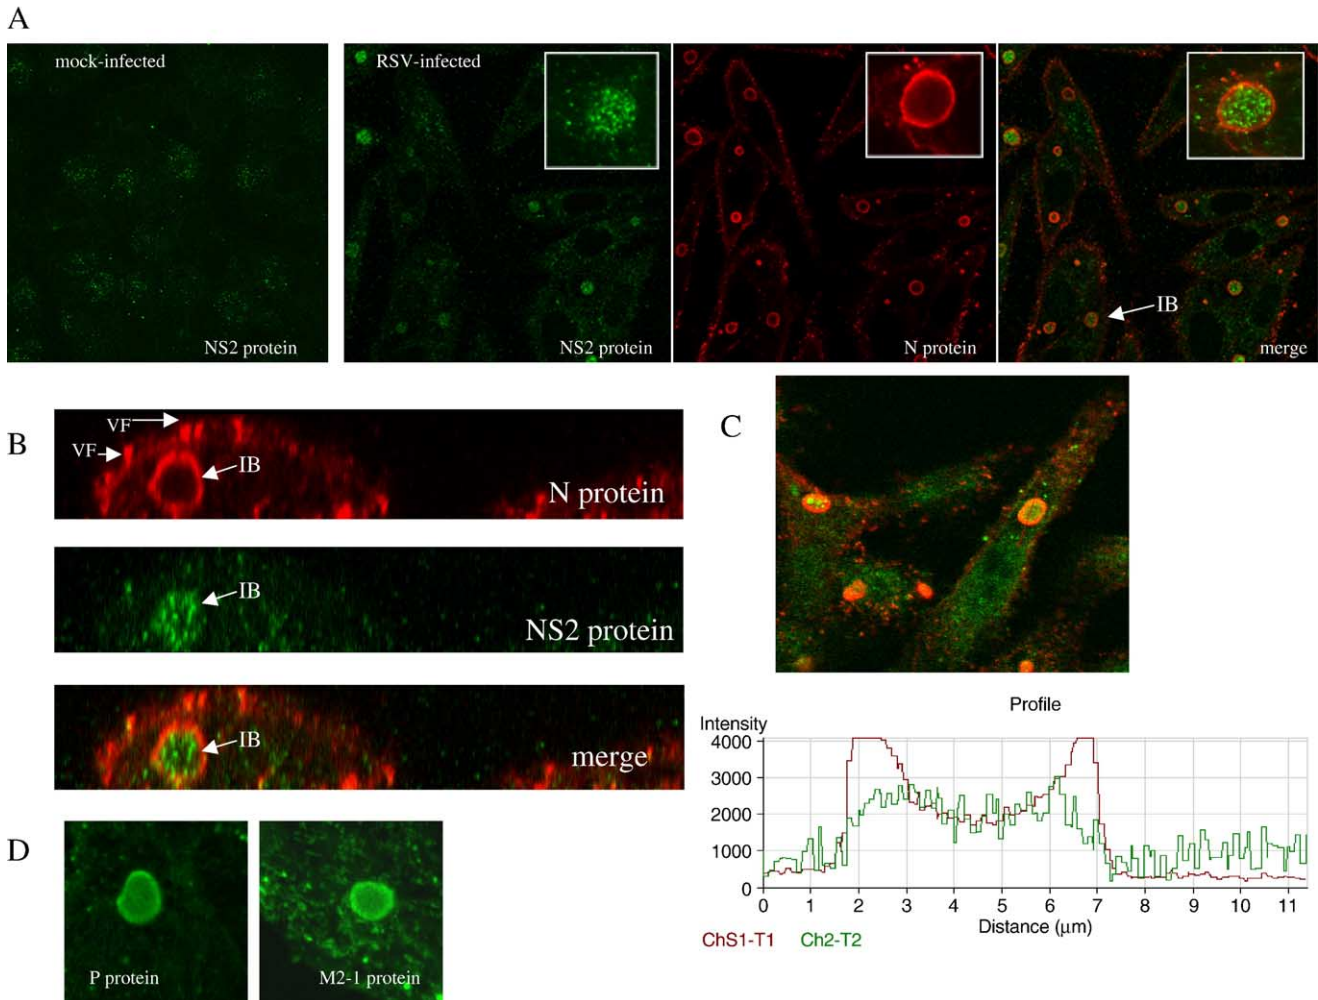 A
mock-infected
NS2 protein
RSV-infected
NS2 protein
N protein
IB
merge
B
VF
VF
IB
N protein
IB
NS2 protein
IB
merge
C
Profile
Intensity
4000
3000
2000
1000
0
0 1 2 3 4 5 6 7 8 9 10 11
Distance (μm)
ChS1-T1 Ch2-T2
D
P protein
M2-1 protein